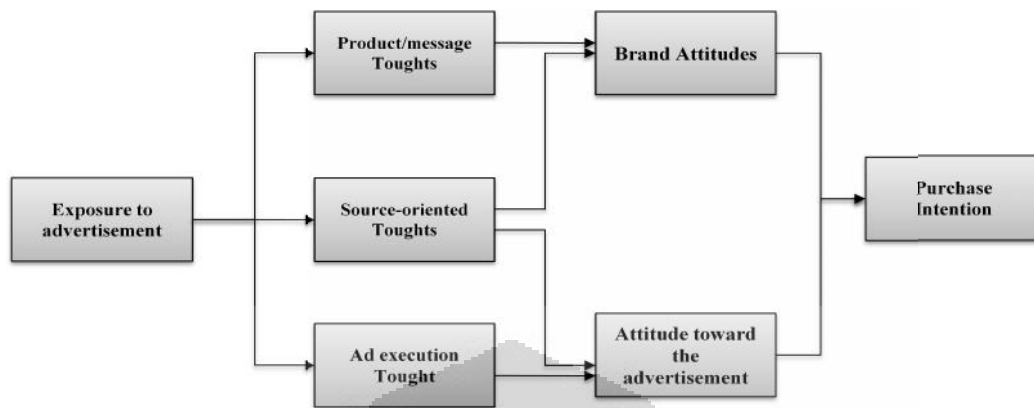 Product/message
Toughts
Brand Attitudes
Exposure to
advertisement
Source-oriented
Toughts
Purchase
Intention
Ad execution
Tought
Attitude toward
the
advertisement